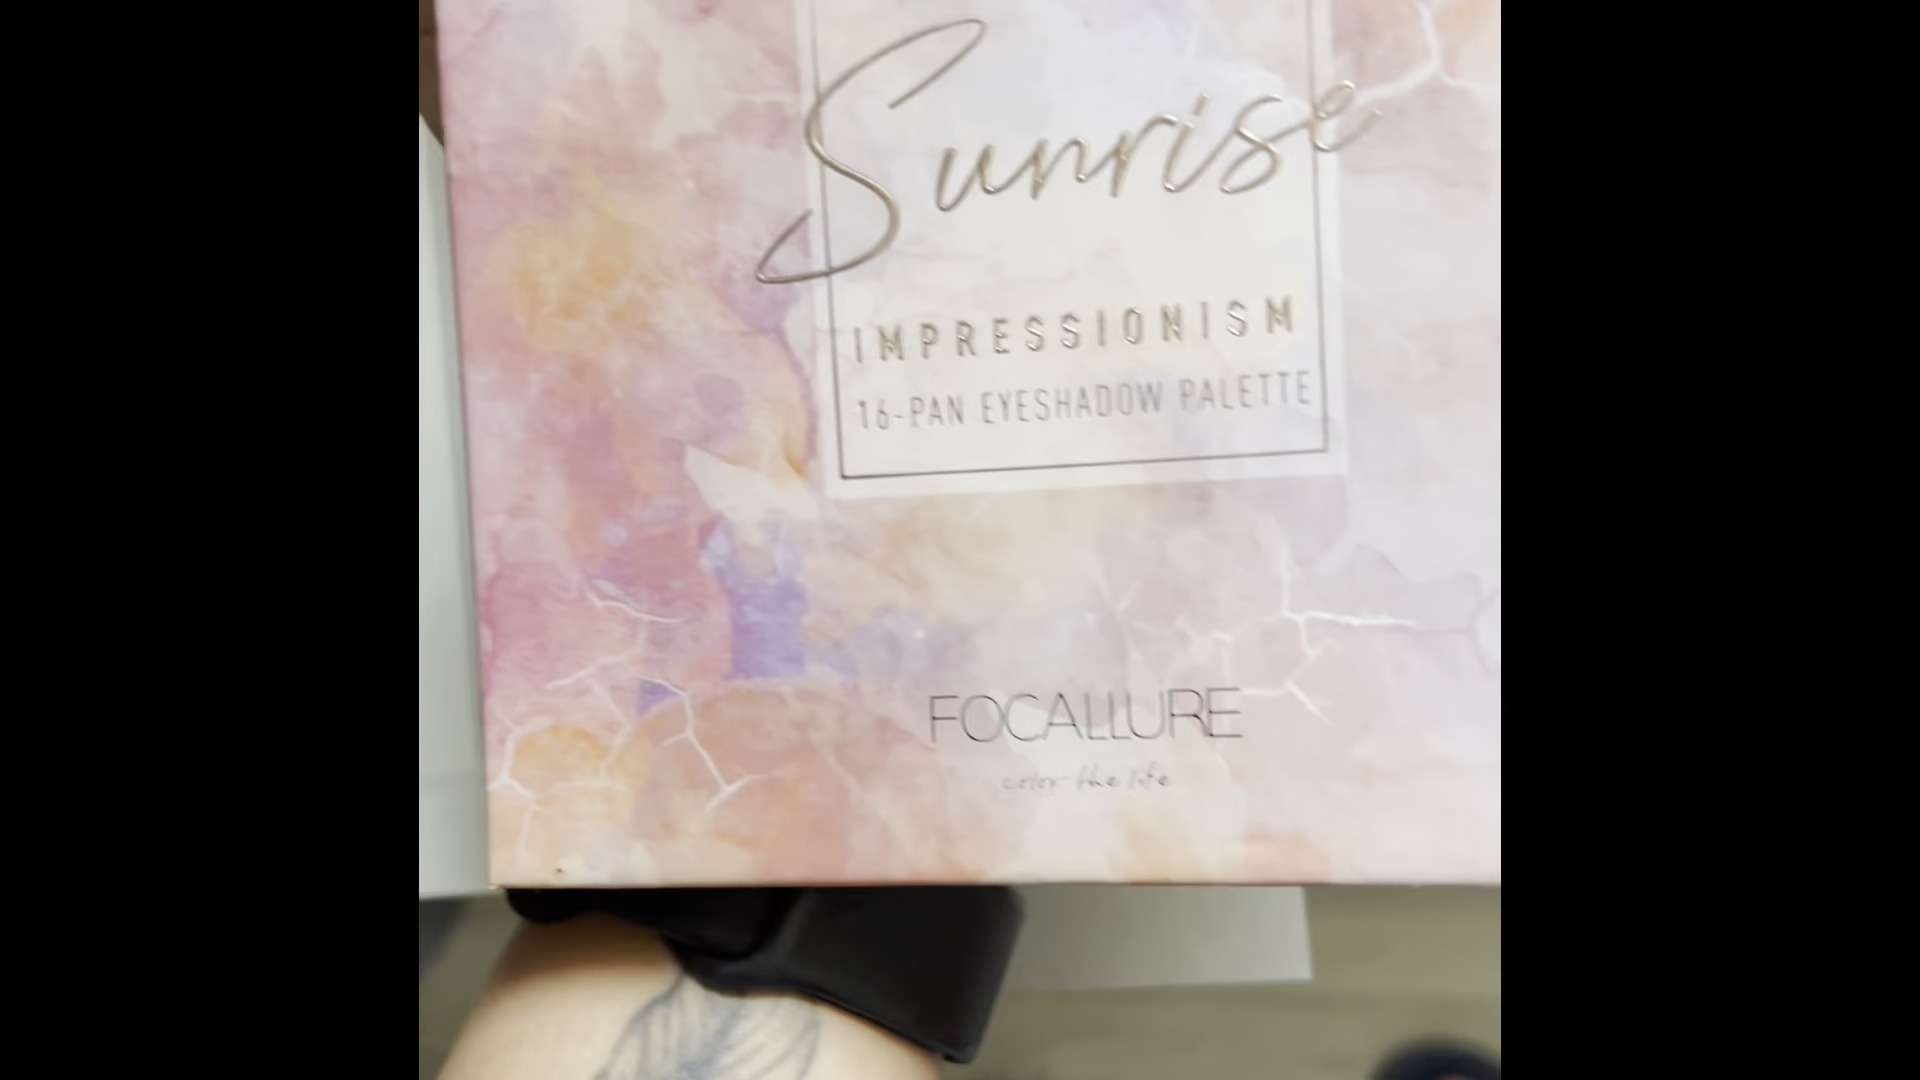 Sunrise
IMPRESSIONISM
16-PAN EYESHADOW PALETTE
FOCALLURE
color the life